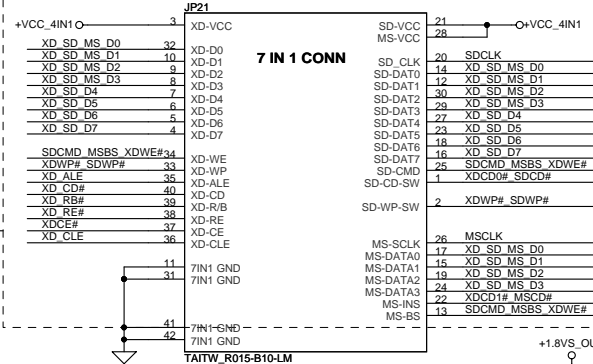 JP21
+VCC_4IN1 3 XD-VCC SD-VCC 21 +VCC_4IN1
MS-VCC 28
7 IN 1 CONN
XD_SD_MS_D0 32 XD-D0 SD_CLK 20 SDCLK
XD_SD_MS_D1 10 XD-D1 SD-DAT0 14 XD_SD_MS_D0
XD_SD_MS_D2 9 XD-D2 SD-DAT1 12 XD_SD_MS_D1
XD_SD_MS_D3 8 XD-D3 SD-DAT2 30 XD_SD_MS_D2
XD_SD_D4 7 XD-D4 SD-DAT3 29 XD_SD_MS_D3
XD_SD_D5 6 XD-D5 SD-DAT4 27 XD_SD_D4
XD_SD_D6 5 XD-D6 SD-DAT5 23 XD_SD_D5
XD_SD_D7 4 XD-D7 SD-DAT6 18 XD_SD_D6
SD-DAT7 16 XD_SD_D7
SDCMD_MSBS_XDWE# 34 XD-WE SD-CMD 25 SDCMD_MSBS_XDWE#
XDWP#_SDWP# 33 XD-WP SD-CD-SW 1 XDCD0#_SDCD#
XD_ALE 35 XD-ALE
XD_CD# 40 XD-CD
XD_RB# 39 XD-R/B SD-WP-SW 2 XDWP#_SDWP#
XD_RE# 38 XD-RE
XDCE# 37 XD-CE
XD_CLE 36 XD-CLE MS-SCLK 26 MSCLK
MS-DATA0 17 XD_SD_MS_D0
11 7IN1 GND MS-DATA1 15 XD_SD_MS_D1
31 7IN1 GND MS-DATA2 19 XD_SD_MS_D2
MS-DATA3 24 XD_SD_MS_D3
MS-INS 22 XDCD1#_MSCD#
MS-BS 13 SDCMD_MSBS_XDWE#
41 7IN1 GND
42 7IN1 GND
TAITW_R015-B10-LM
+1.8VS_OU